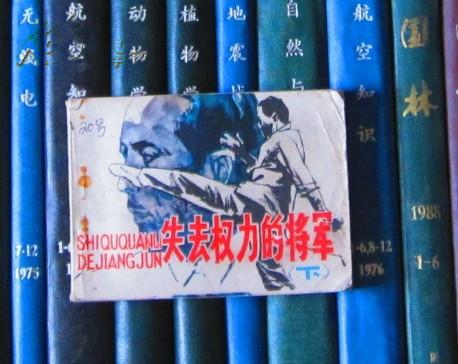 无线电
航空知
动物学
植物学
地震战
自然与
航空知识
园林
20号
SHIQUQUANLI
DEJIANGJUN
失去权力的将军
(下)
7-12
1975
-6,8-12
1976
1988
1-6